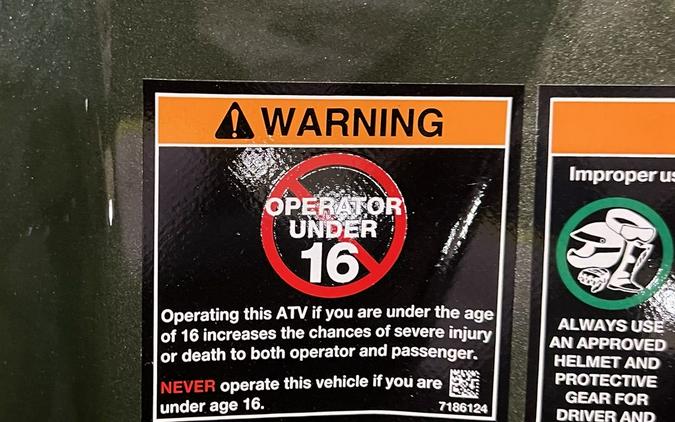 WARNING
OPERATOR
UNDER
16
Operating this ATV if you are under the age
of 16 increases the chances of severe injury
or death to both operator and passenger.
NEVER operate this vehicle if you are
under age 16.
7186124
Improper
ALWAYS USE
AN APPROVED
HELMET AND
PROTECTIVE
GEAR FOR
DRIVER AND